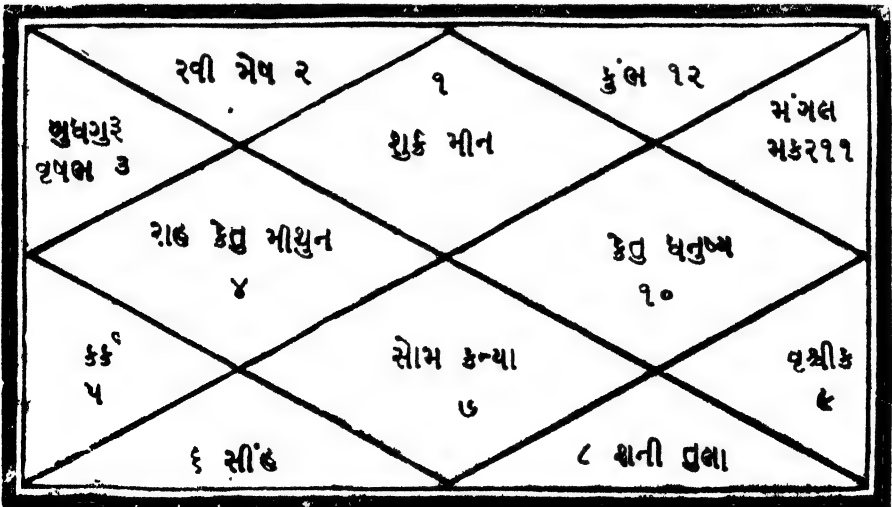 રવી મેષ ૨
૧
શુર્ક મીન
કુંભ ૧૨
મંગલ
મકર૧૧
બુધગુરૂ
વૃષભ ૩
રાહ કેતુ મીથુન
૪
કેતુ ધનુષ્ય
૧૦
કર્ક
૫
સોમ કન્યા
૭
વૃશ્ચીક
૯
૬ સીંહ
૮ શની તુલા